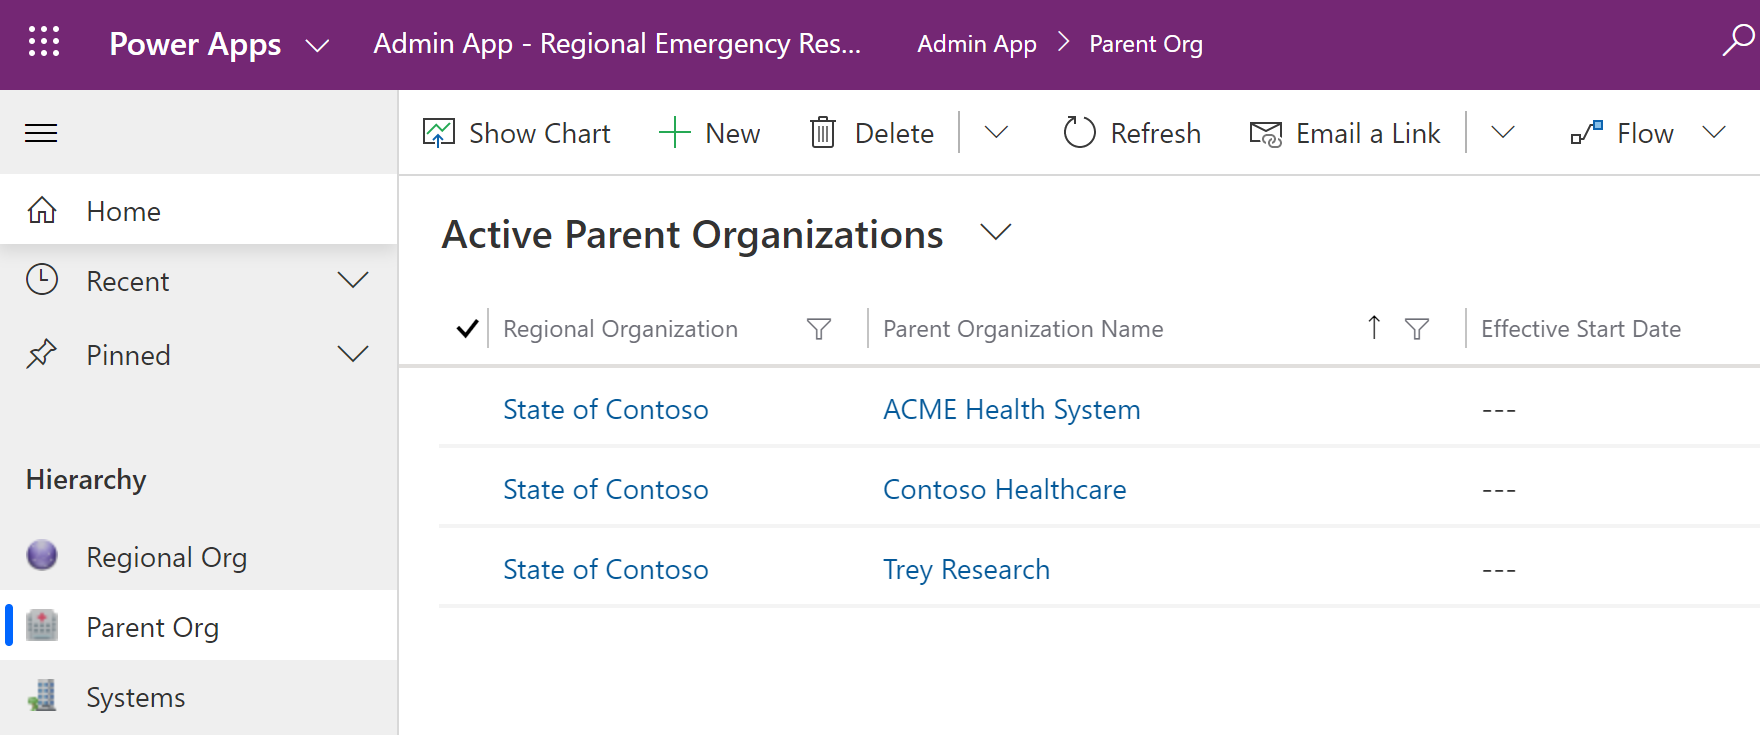 Power Apps Admin App - Regional Emergency Res... Admin App Parent Org
Show Chart New Delete Refresh Email a Link Flow
Home
Recent
Pinned
Hierarchy
Regional Org
Parent Org
Systems
Active Parent Organizations
Regional Organization Parent Organization Name Effective Start Date
State of Contoso ACME Health System ---
State of Contoso Contoso Healthcare ---
State of Contoso Trey Research ---